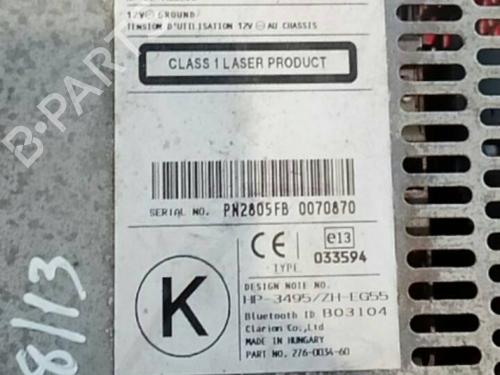 12V⎓ GROUND/
TENSION D'UTILISATION 12V ⎓ AU CHASSIS
CLASS 1 LASER PRODUCT
SERIAL NO. PN2805FB 0070870
CE e13
TYPE 033594
K
DESIGN NOTE NO.
HP-3495/ZH-EG55
Bluetooth ID B03104
Clarion Co.,Ltd
MADE IN HUNGARY
PART NO. 276-0034-60
8/13
B-PARTS